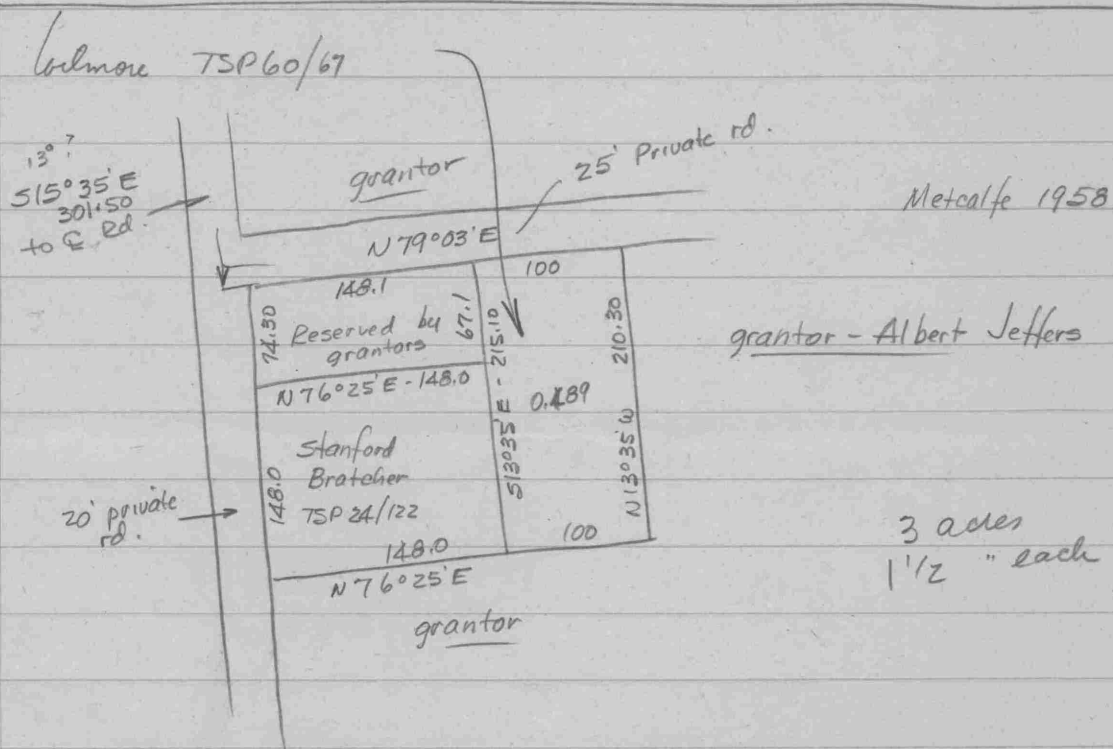 TSP 60/67
13° ?
S15°35'E
301.50
to ℄ Rd.
grantor
25' Private rd.
Metcalfe 1958
N 79°03'E
100
148.1
74.30
Reserved by
grantors
67.1
S13°35'E - 215.10
210.30
grantor - Albert Jeffers
N 76°25'E - 148.0
0.489
N13°35'W
Stanford
Bratcher
TSP 24/122
148.0
20' private
rd.
148.0
100
N 76°25'E
3 acres
1 1/2 " each
grantor